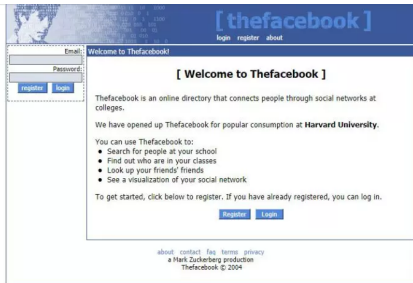 [ thefacebook ]
login register about
Email:
Password:
register login
Welcome to Thefacebook!
[ Welcome to Thefacebook ]
Thefacebook is an online directory that connects people through social networks at
colleges.
We have opened up Thefacebook for popular consumption at Harvard University.
You can use Thefacebook to:
• Search for people at your school
• Find out who are in your classes
• Look up your friends' friends
• See a visualization of your social network
To get started, click below to register. If you have already registered, you can log in.
Register Login
about contact faq terms privacy
a Mark Zuckerberg production
Thefacebook © 2004